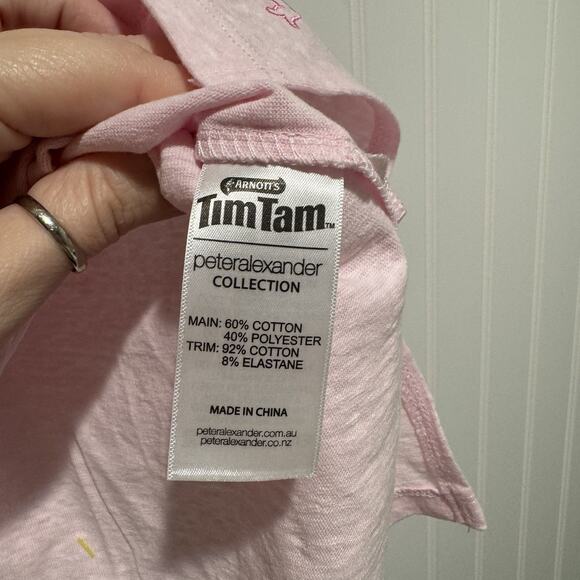 ARNOTT'S
TimTam™
peteralexander
COLLECTION
MAIN: 60% COTTON
40% POLYESTER
TRIM: 92% COTTON
8% ELASTANE
MADE IN CHINA
peteralexander.com.au
peteralexander.co.nz